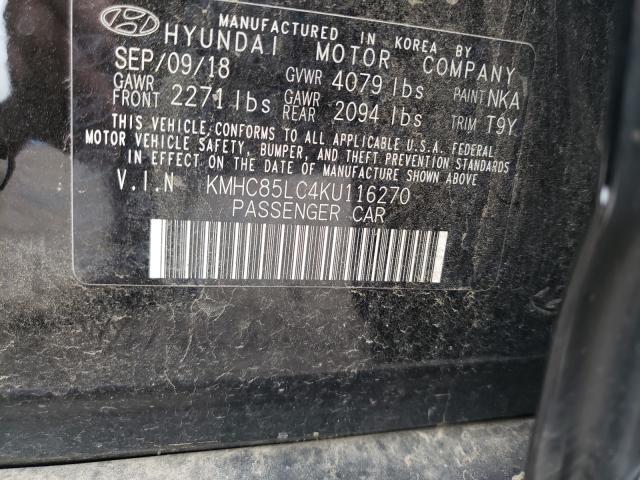 MANUFACTURED IN KOREA BY
HYUNDAI MOTOR COMPANY
SEP/09/18 GVWR 4079 lbs PAINT NKA
GAWR FRONT 2271 lbs GAWR REAR 2094 lbs TRIM T9Y
THIS VEHICLE CONFORMS TO ALL APPLICABLE U.S.A. FEDERAL
MOTOR VEHICLE SAFETY, BUMPER, AND THEFT PREVENTION STANDARDS
IN EFFECT ON THE DATE OF MANUFACTURE SHOWN ABOVE
V.I.N KMHC85LC4KU116270
PASSENGER CAR